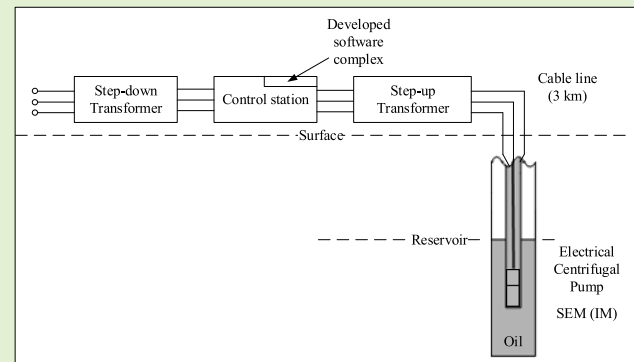 Developed
software
complex
Step-down
Transformer
Control station
Step-up
Transformer
Cable line
(3 km)
Surface
Reservoir
Electrical
Centrifugal
Pump
SEM (IM)
Oil